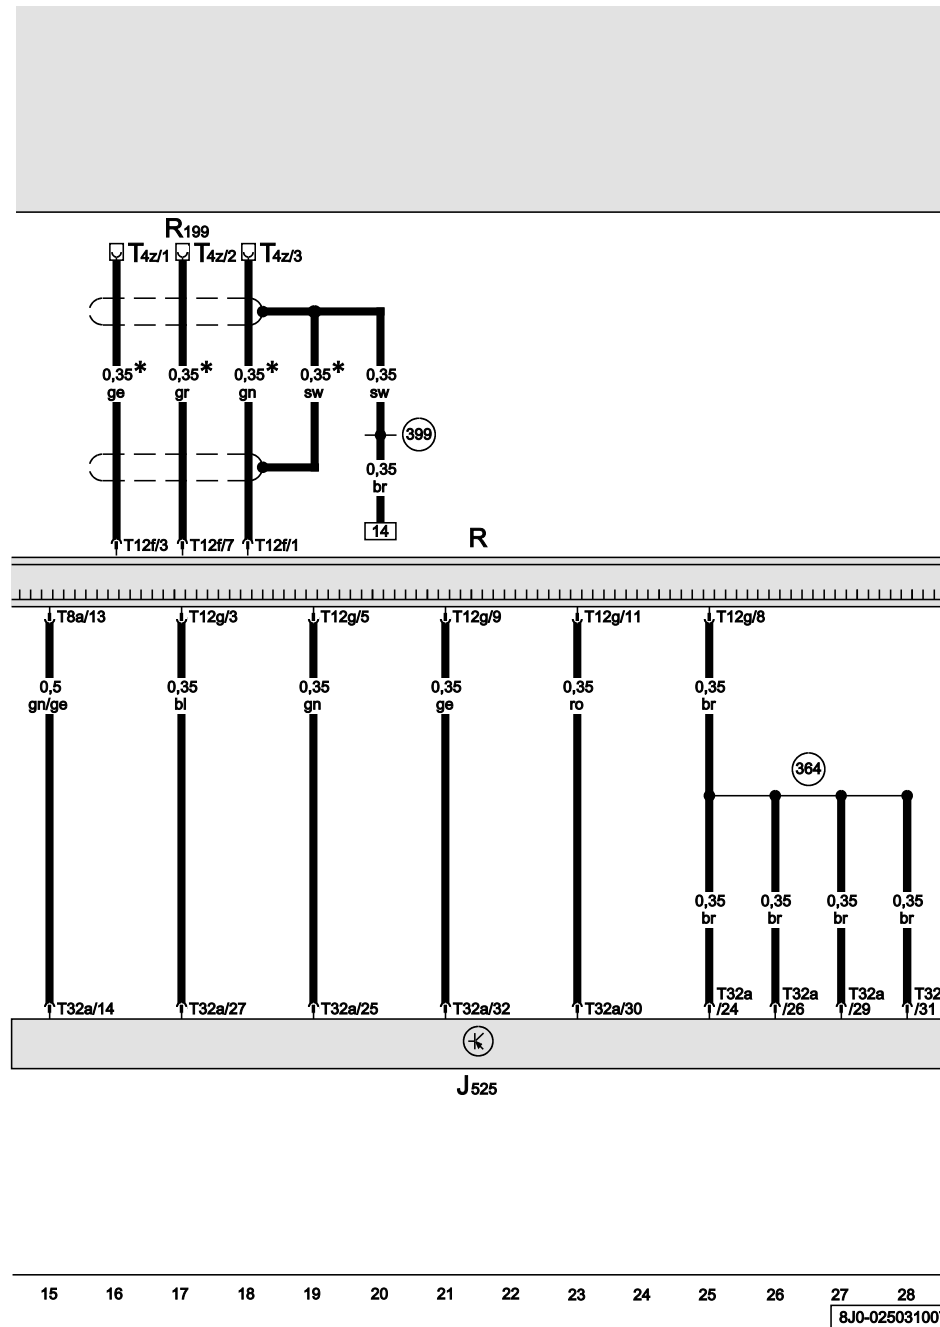 R199
T4z/1 T4z/2 T4z/3
0,35* 0,35* 0,35* 0,35* 0,35
ge gr gn sw sw
399
0,35
br
14
T12f/3 T12f/7 T12f/1
R
T8a/13 T12g/3 T12g/5 T12g/9 T12g/11 T12g/8
0,5 0,35 0,35 0,35 0,35 0,35
gn/ge bl gn ge ro br
364
0,35 0,35 0,35 0,35
br br br br
T32a/14 T32a/27 T32a/25 T32a/32 T32a/30 T32a T32a T32a T32
/24 /26 /29 /31
J525
15 16 17 18 19 20 21 22 23 24 25 26 27 28
8J0-02503100